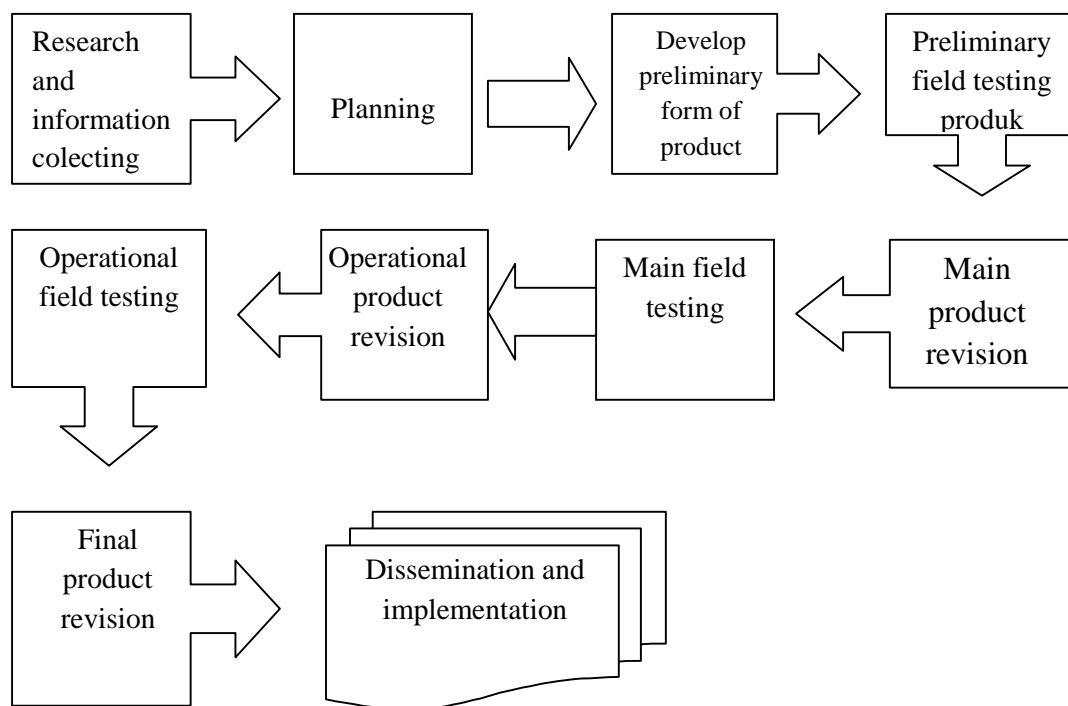 Research
and
information
colecting
Planning
Develop
preliminary
form of
product
Preliminary
field testing
produk
Main
product
revision
Main field
testing
Operational
product
revision
Operational
field testing
Final
product
revision
Dissemination and
implementation